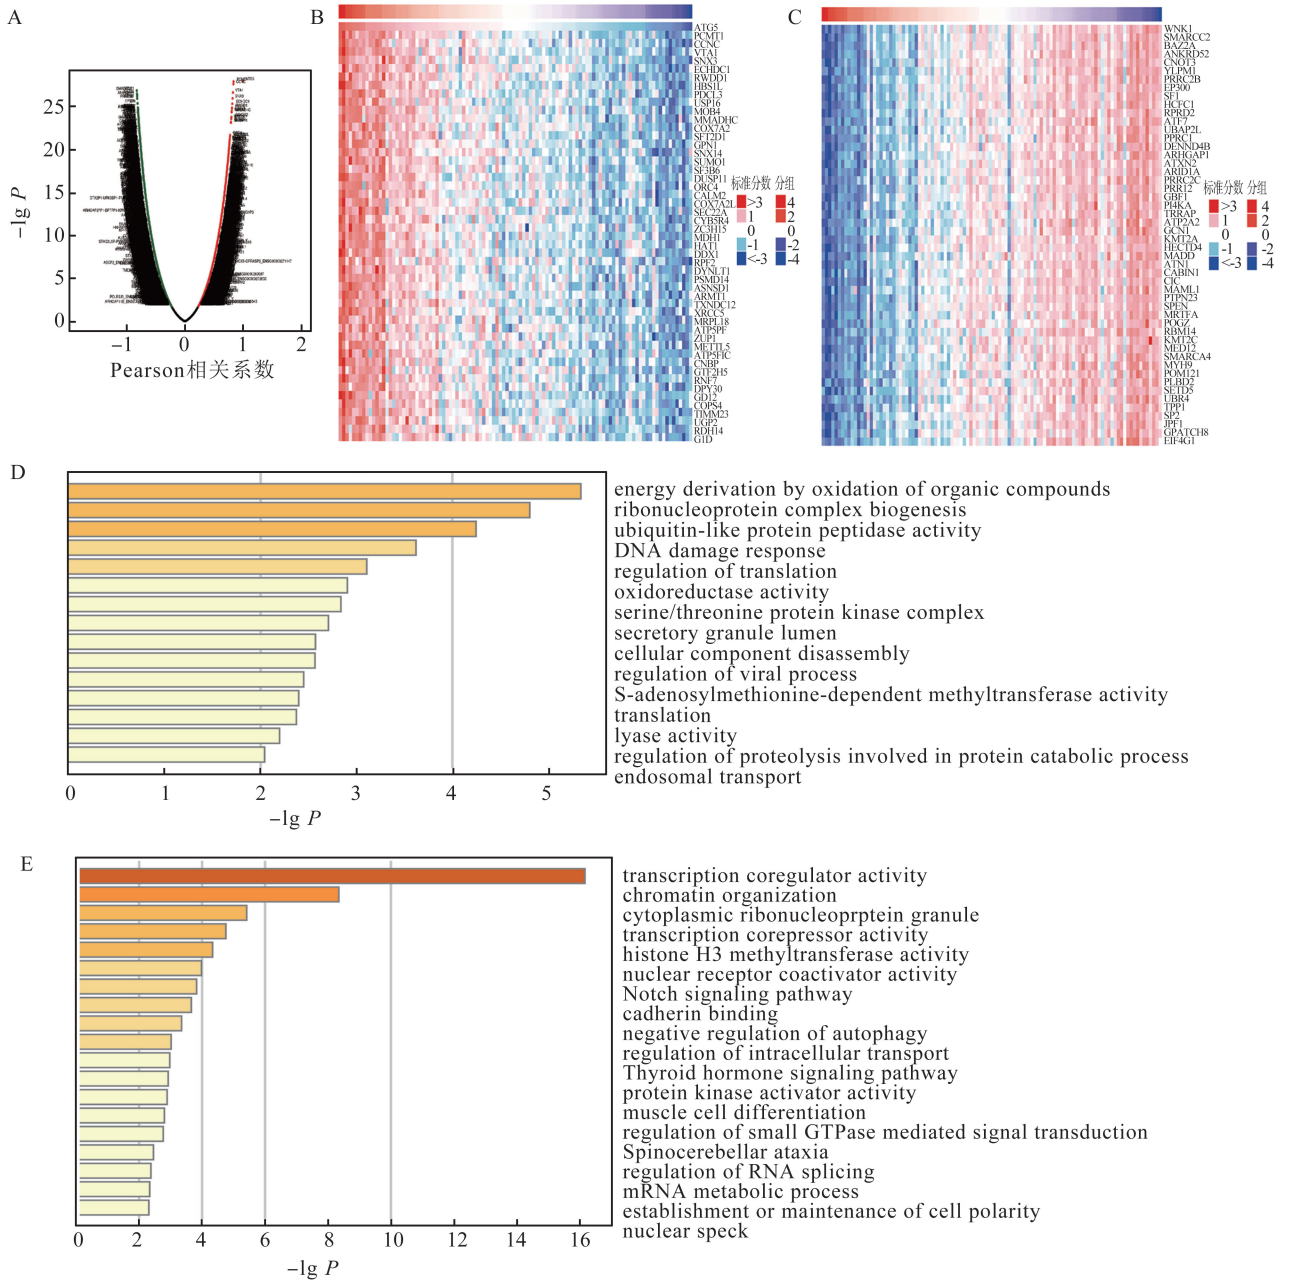 A
−lg P
25
20
15
10
5
0
−1
0
1
2
Pearson相关系数
B
ATG5
PCMT1
CCNC
VTA1
SNX3
ECHDC1
RWDD1
HBS1L
PDCL3
USP16
MOB4
MMADHC
COX7A2
SFT2D1
GPN1
SNX14
SUMO1
SF3B6
DUSP11
ORC4
CALM2
COX7A2L
SEC22A
CYB5R4
ZC3H15
MDH1
HAT1
DDX1
RPF2
DYNLT1
PSMD14
ASNSD1
ARMT1
TXNDC12
XRCC5
MRPL18
ATP5PF
ZUP1
METTL5
ATP5FIC
CNBP
GTF2H5
RNF7
DPY30
GD12
COPS4
TIMM23
UGP2
RDH14
G1D
标准分数 分组
>3 4
1 2
0 0
-1 -2
<-3 -4
C
WNK1
SMARCC2
BAZ2A
ANKRD52
CNOT3
YLPM1
PRRC2B
EP300
SF1
HCFC1
RPRD2
ATF7
UBAP2L
PPRC1
DENND4B
ARHGAP1
ATXN2
ARID1A
PRRC2C
PRR12
GBF1
PI4KA
TRRAP
ATP2A2
GCN1
KMT2A
HECTD4
MADD
ATN1
CABIN1
CIC
MAML1
PTPN23
SPEN
MRTFA
POGZ
RBM14
KMT2C
MED12
SMARCA4
MYH9
POM121
PLBD2
SETD5
UBR4
TPP1
SP2
JPF1
GPATCH8
EIF4G1
标准分数 分组
>3 4
1 2
0 0
-1 -2
<-3 -4
D
energy derivation by oxidation of organic compounds
ribonucleoprotein complex biogenesis
ubiquitin-like protein peptidase activity
DNA damage response
regulation of translation
oxidoreductase activity
serine/threonine protein kinase complex
secretory granule lumen
cellular component disassembly
regulation of viral process
S-adenosylmethionine-dependent methyltransferase activity
translation
lyase activity
regulation of proteolysis involved in protein catabolic process
endosomal transport
0 1 2 3 4 5
−lg P
E
transcription coregulator activity
chromatin organization
cytoplasmic ribonucleoprptein granule
transcription corepressor activity
histone H3 methyltransferase activity
nuclear receptor coactivator activity
Notch signaling pathway
cadherin binding
negative regulation of autophagy
regulation of intracellular transport
Thyroid hormone signaling pathway
protein kinase activator activity
muscle cell differentiation
regulation of small GTPase mediated signal transduction
Spinocerebellar ataxia
regulation of RNA splicing
mRNA metabolic process
establishment or maintenance of cell polarity
nuclear speck
0 2 4 6 8 10 12 14 16
−lg P